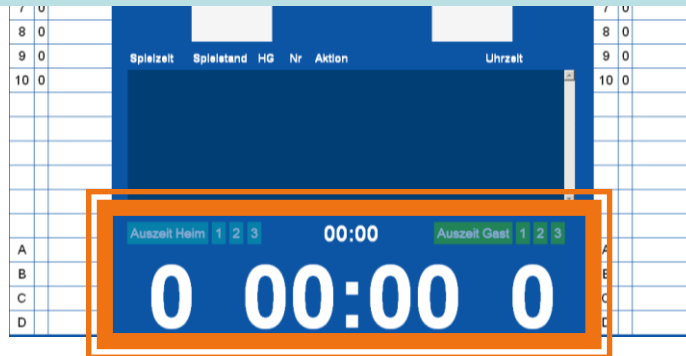 7 0 7 0
8 0 8 0
9 0 Spielzeit Spielstand HG Nr Aktion Uhrzeit 9 0
10 0 10 0
Auszeit Heim 1 2 3 00:00 Auszeit Gast 1 2 3
A A
B B
C 0 00:00 0 C
D D